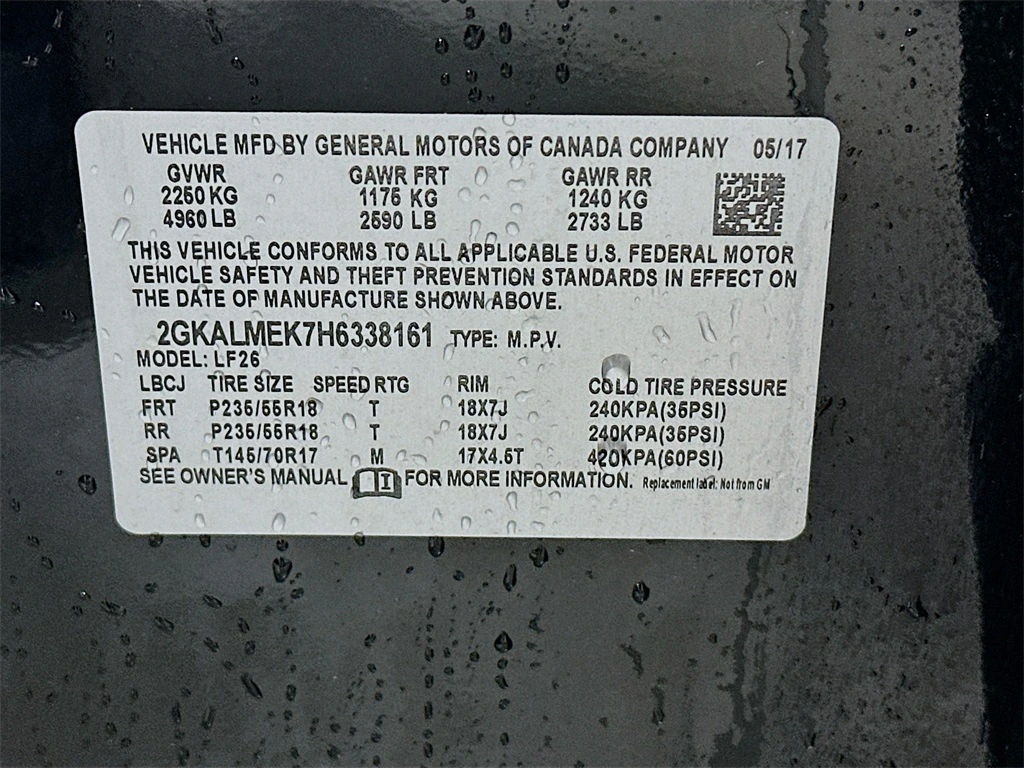 VEHICLE MFD BY GENERAL MOTORS OF CANADA COMPANY 05/17
GVWR GAWR FRT GAWR RR
2250 KG 1175 KG 1240 KG
4960 LB 2590 LB 2733 LB
THIS VEHICLE CONFORMS TO ALL APPLICABLE U.S. FEDERAL MOTOR
VEHICLE SAFETY AND THEFT PREVENTION STANDARDS IN EFFECT ON
THE DATE OF MANUFACTURE SHOWN ABOVE.
2GKALMEK7H6338161 TYPE: M.P.V.
MODEL: LF26
LBCJ TIRE SIZE SPEED RTG RIM COLD TIRE PRESSURE
FRT P235/55R18 T 18X7J 240KPA(35PSI)
RR P235/55R18 T 18X7J 240KPA(35PSI)
SPA T145/70R17 M 17X4.5T 420KPA(60PSI)
SEE OWNER'S MANUAL FOR MORE INFORMATION. Replacement label: Not from GM